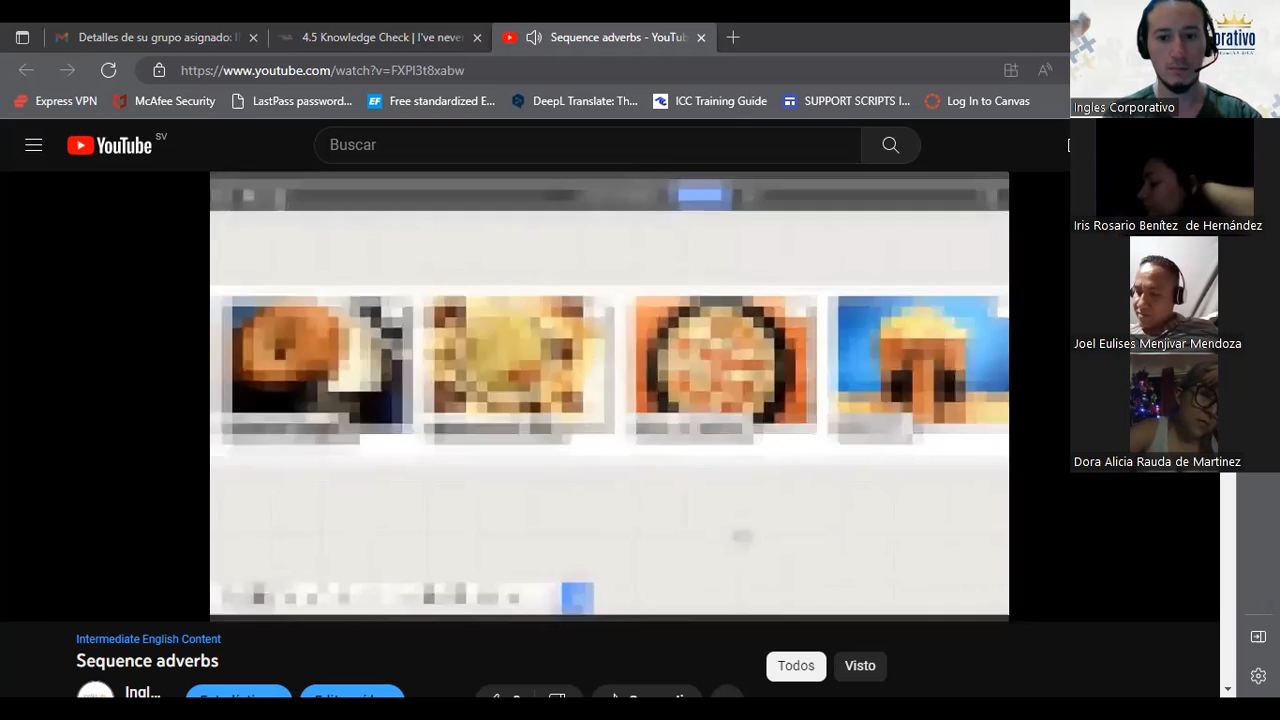 Detalles de su grupo asignado: I
4.5 Knowledge Check | I've never
Sequence adverbs - YouTub
https://www.youtube.com/watch?v=FXPl3t8xabw
Express VPN
McAfee Security
LastPass password...
EF
Free standardized E...
DeepL Translate: Th...
ICC Training Guide
SUPPORT SCRIPTS I...
Log In to Canvas
YouTube SV
Buscar
Ingles Corporativo
Iris Rosario Benítez de Hernández
Joel Eulises Menjivar Mendoza
Dora Alicia Rauda de Martinez
Intermediate English Content
Sequence adverbs
Todos
Visto
Ingl...